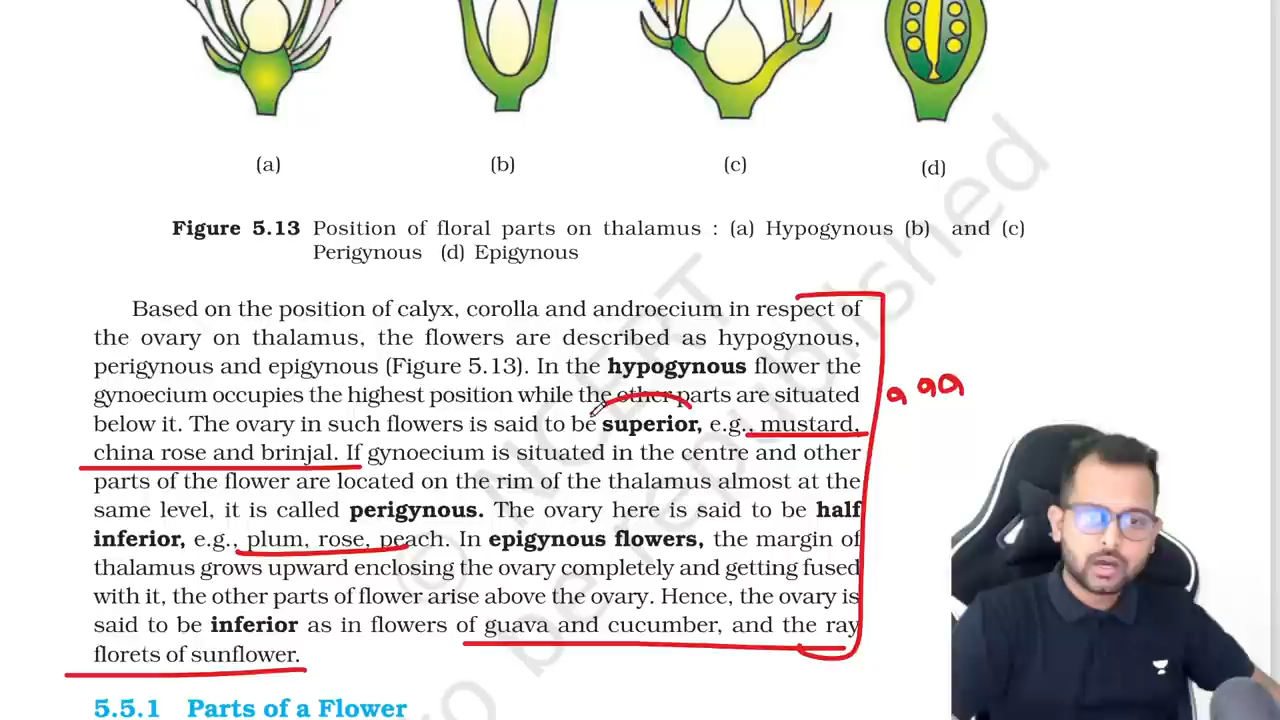 (a)
(b)
(c)
(d)
Figure 5.13 Position of floral parts on thalamus : (a) Hypogynous (b) and (c)
Perigynous (d) Epigynous
Based on the position of calyx, corolla and androecium in respect of
the ovary on thalamus, the flowers are described as hypogynous,
perigynous and epigynous (Figure 5.13). In the hypogynous flower the
gynoecium occupies the highest position while the other parts are situated
below it. The ovary in such flowers is said to be superior, e.g., mustard,
china rose and brinjal. If gynoecium is situated in the centre and other
parts of the flower are located on the rim of the thalamus almost at the
same level, it is called perigynous. The ovary here is said to be half
inferior, e.g., plum, rose, peach. In epigynous flowers, the margin of
thalamus grows upward enclosing the ovary completely and getting fused
with it, the other parts of flower arise above the ovary. Hence, the ovary is
said to be inferior as in flowers of guava and cucumber, and the ray
florets of sunflower.
5.5.1 Parts of a Flower
© NCERT
to be republished